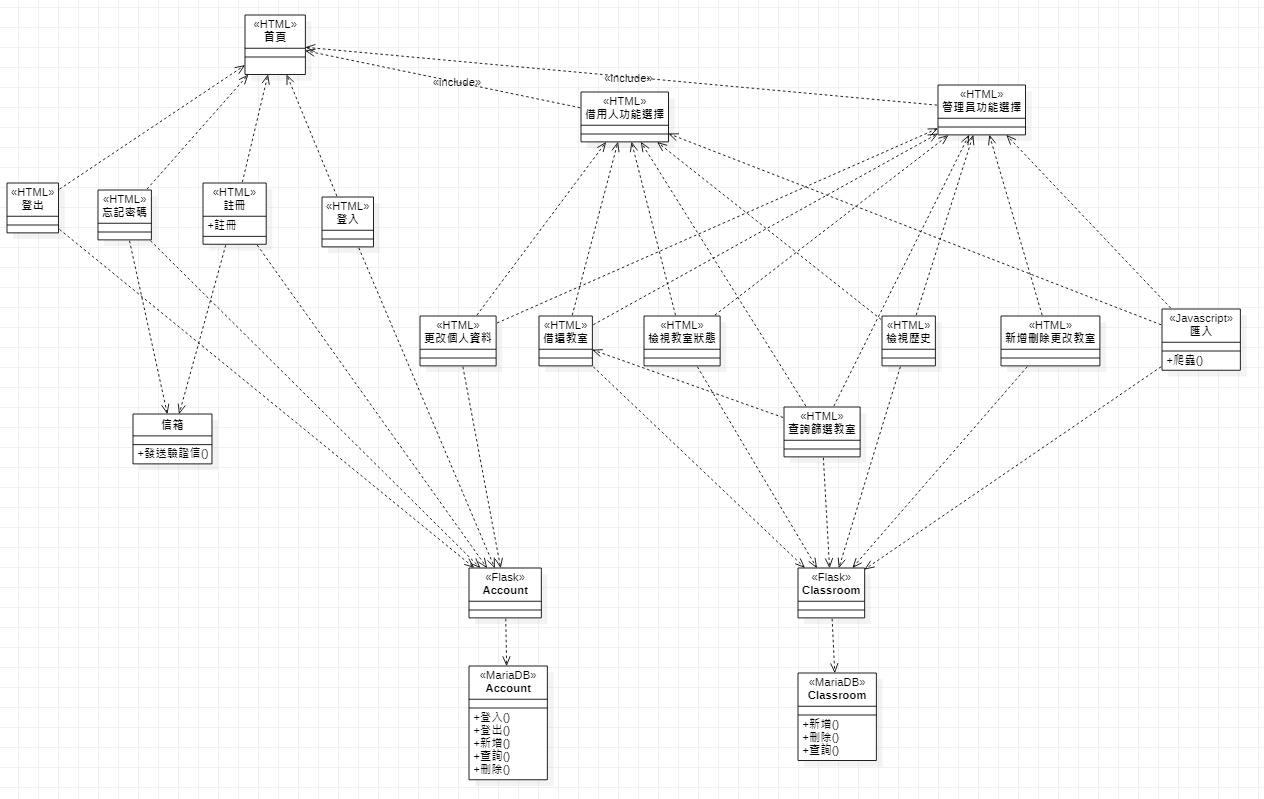 «HTML»
首頁
«include»
«include»
«HTML»
借用人功能選擇
«HTML»
管理員功能選擇
«HTML»
登出
«HTML»
忘記密碼
«HTML»
註冊
+註冊
«HTML»
登入
«HTML»
更改個人資料
«HTML»
借還教室
«HTML»
檢視教室狀態
«HTML»
檢視歷史
«HTML»
新增刪除更改教室
«Javascript»
匯入
+爬蟲()
«HTML»
查詢篩選教室
信箱
+發送驗證信()
«Flask»
Account
«Flask»
Classroom
«MariaDB»
Account
+登入()
+登出()
+新增()
+查詢()
+刪除()
«MariaDB»
Classroom
+新增()
+刪除()
+查詢()